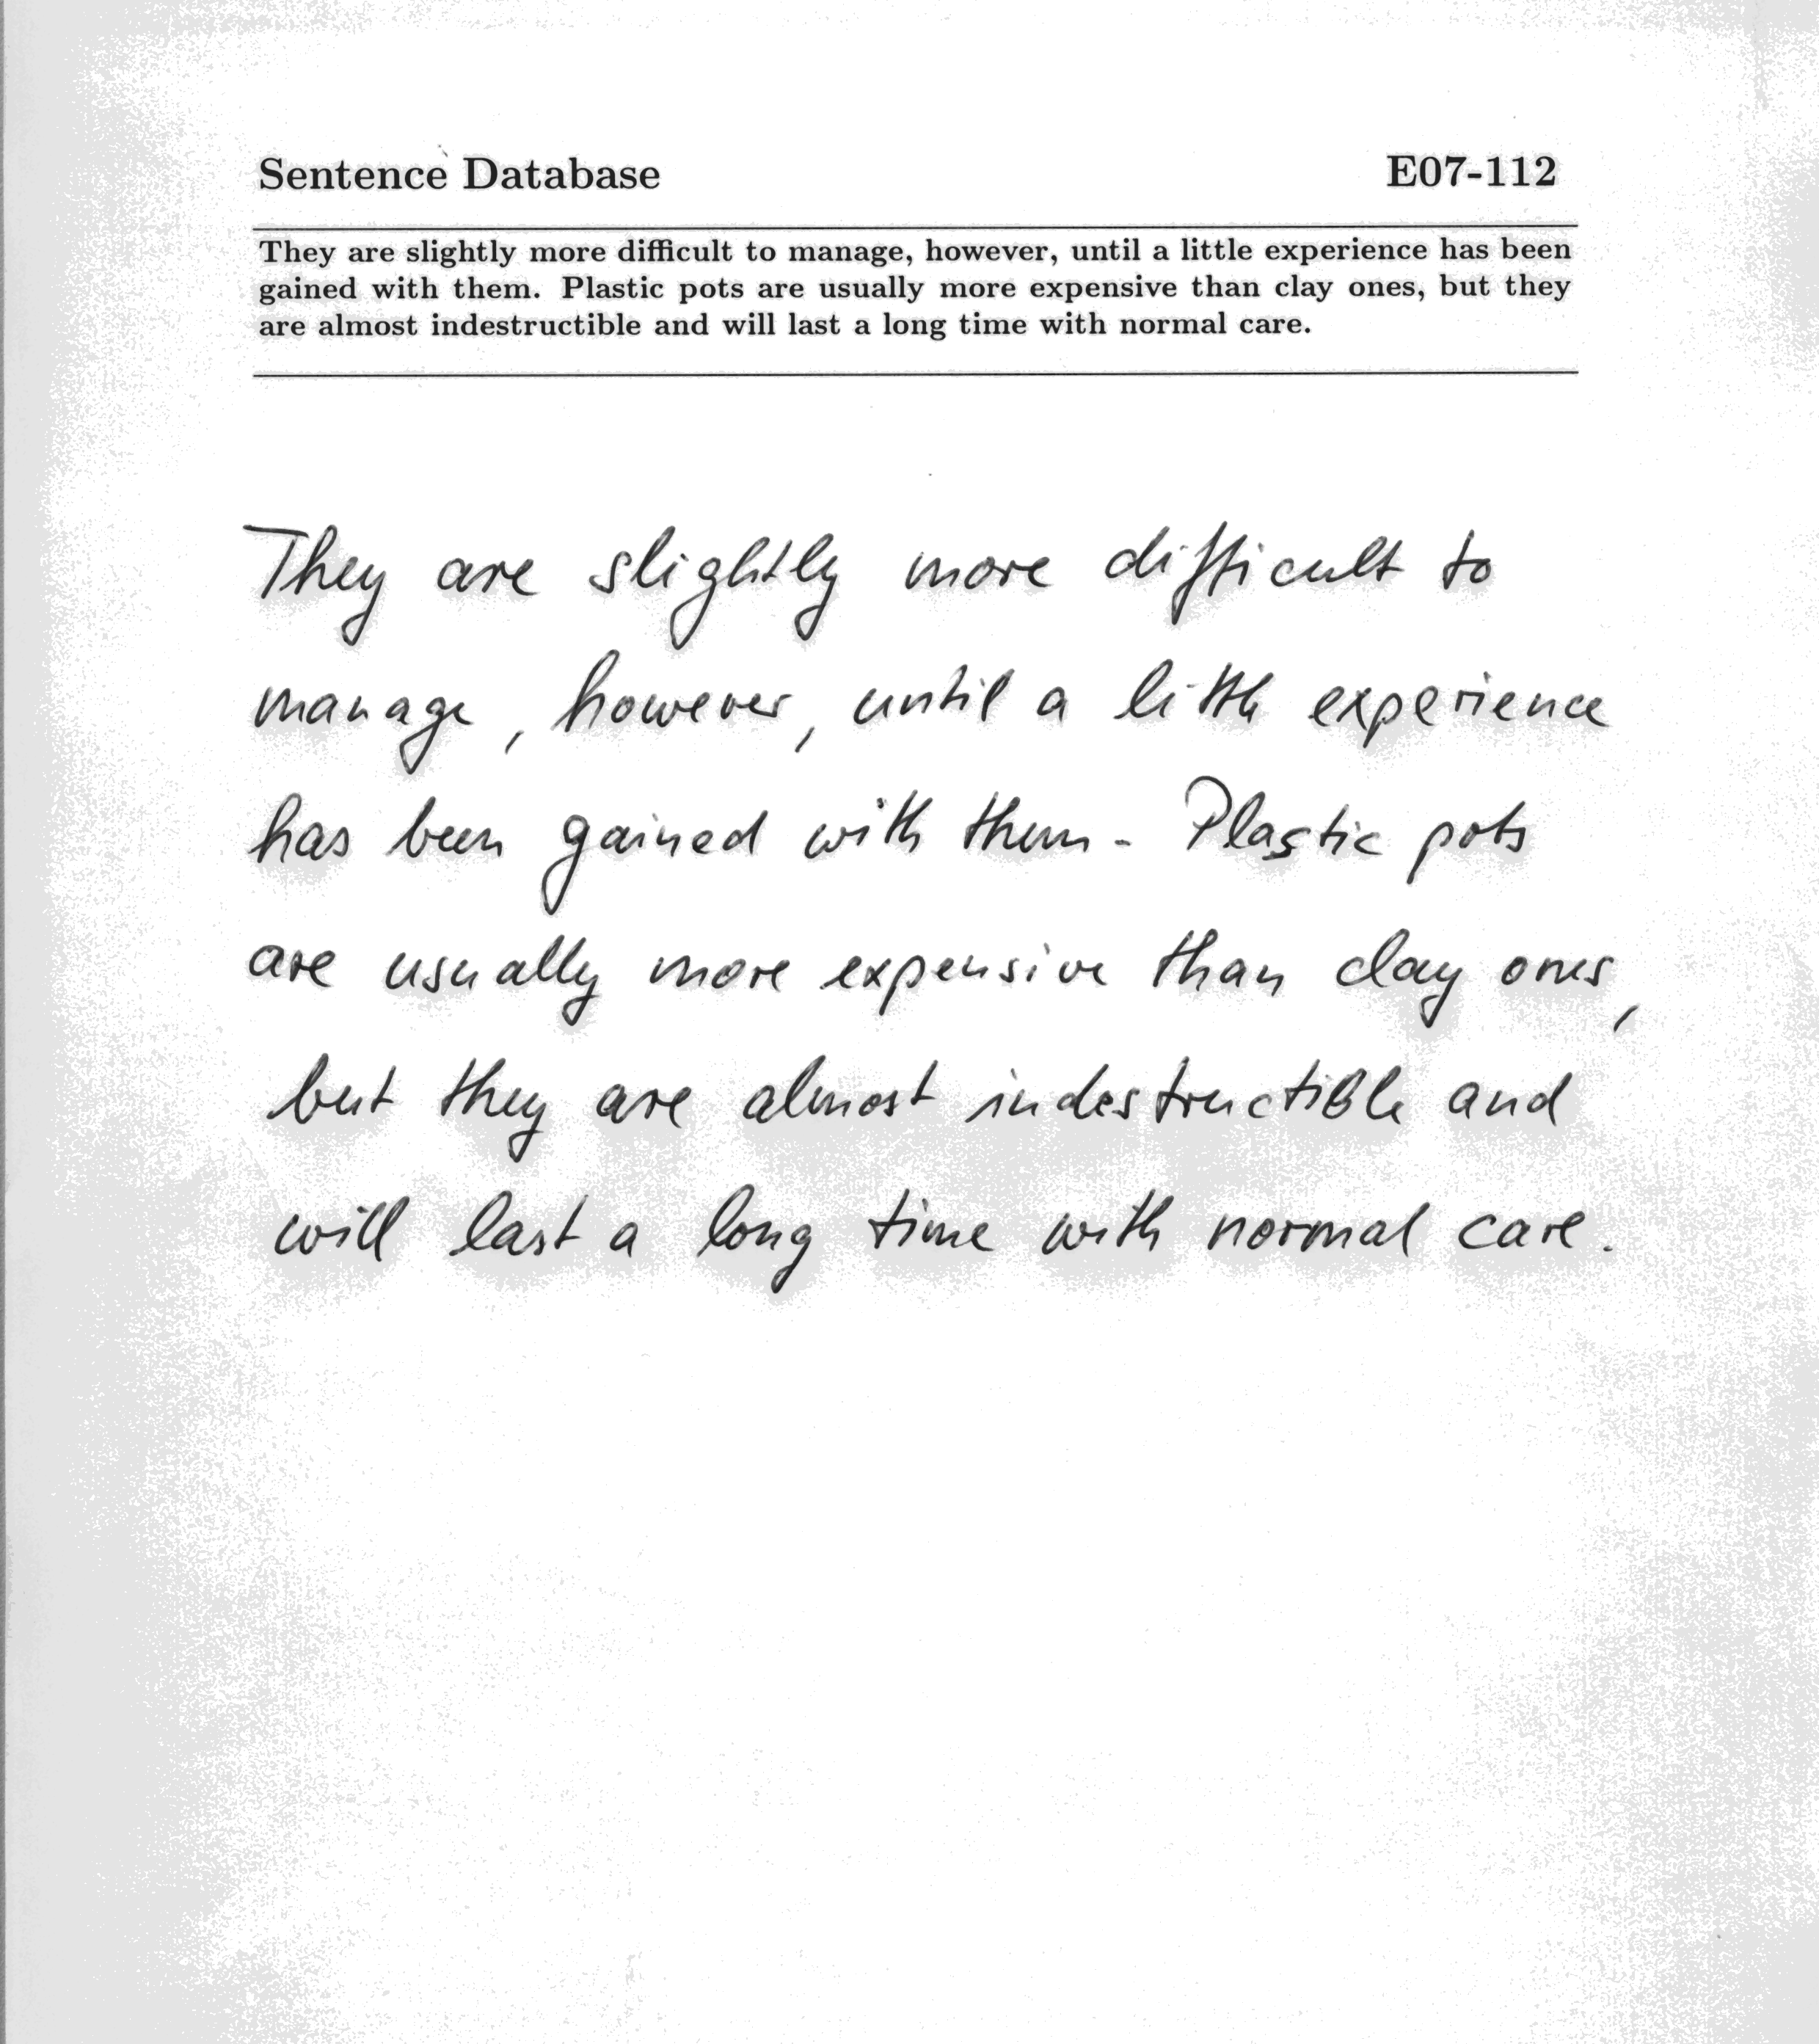 Sentence Database E07-112
They are slightly more difficult to manage, however, until a little experience has been
gained with them. Plastic pots are usually more expensive than clay ones, but they
are almost indestructible and will last a long time with normal care.
They are slightly more difficult to
manage, however, until a little experience
has been gained with them. Plastic pots
are usually more expensive than clay ones,
but they are almost indestructible and
will last a long time with normal care.